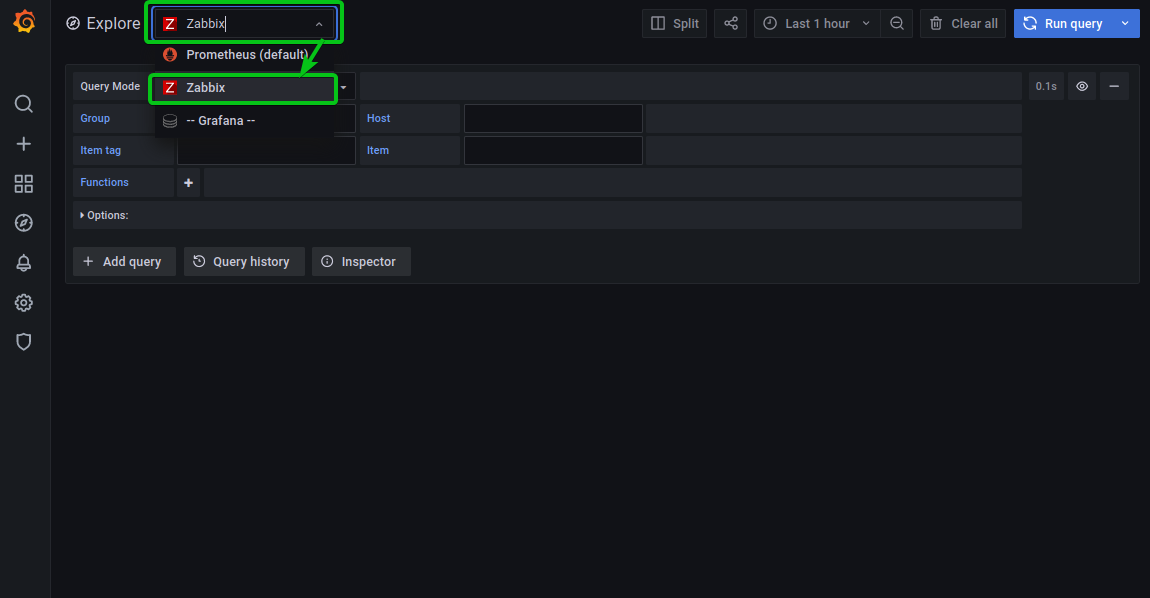 Explore
Z Zabbix
Split
Last 1 hour
Clear all
Run query
Prometheus (default)
Query Mode
Z Zabbix
0.1s
Group
-- Grafana --
Host
Item tag
Item
Functions
Options:
Add query
Query history
Inspector